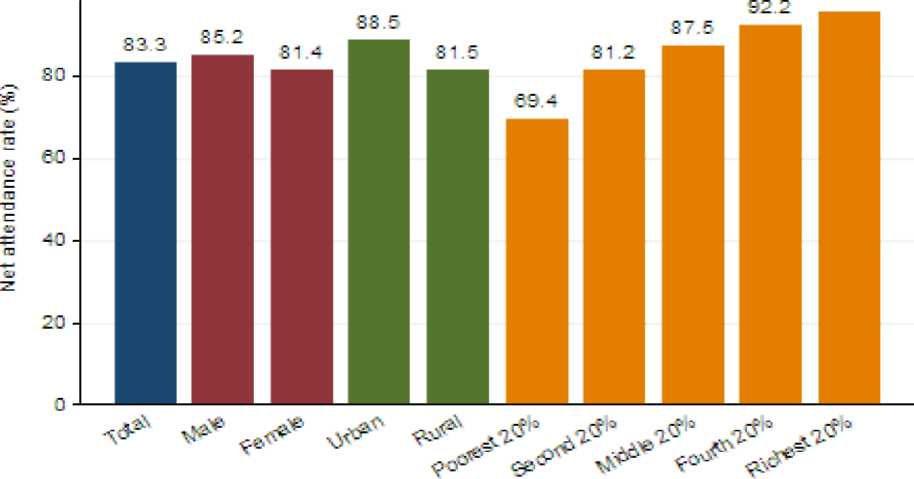 92.2
88.5
87.5
85.2
83.3
81.4
81.5
81.2
80
69.4
60
40
20
0
Net attendance rate (%)
Total
Male
Female
Urban
Rural
Poorest 20%
Second 20%
Middle 20%
Fourth 20%
Richest 20%